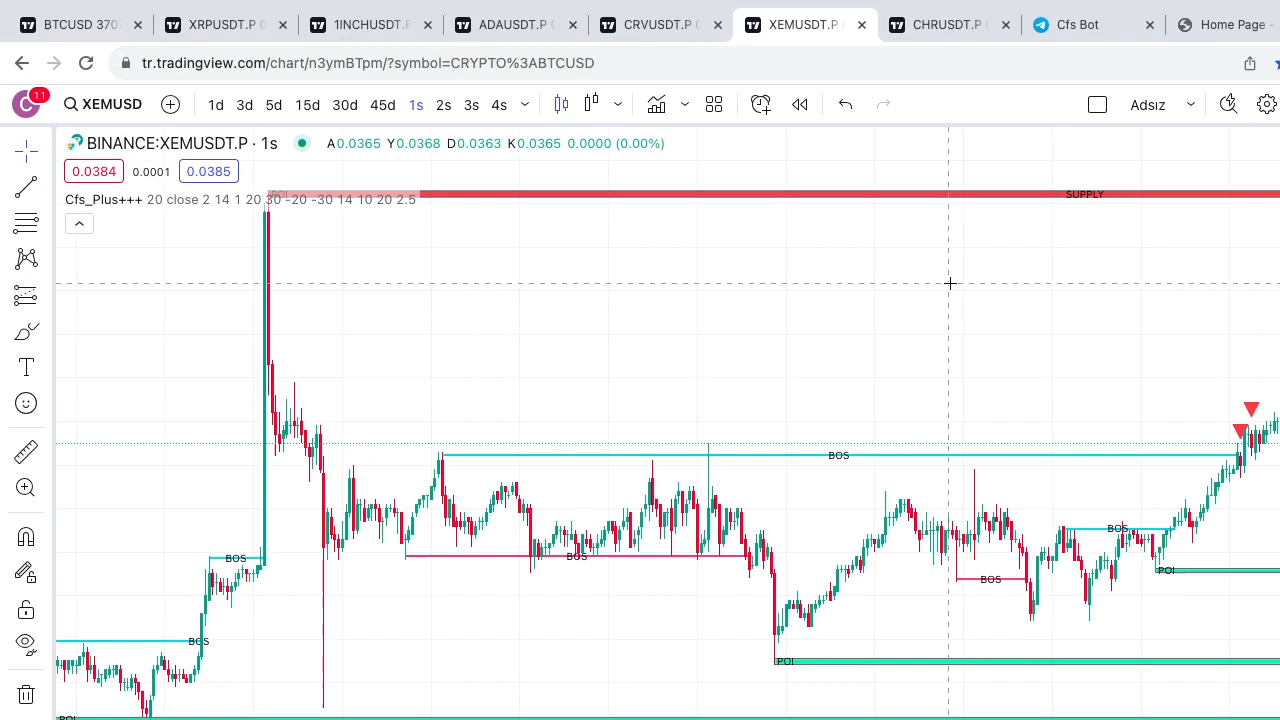 BTCUSD 370 XRPUSDT.P 1INCHUSDT.P ADAUSDT.P CRVUSDT.P XEMUSDT.P CHRUSDT.P Cfs Bot Home Page -
tr.tradingview.com/chart/n3ymBTpm/?symbol=CRYPTO%3ABTCUSD
C 11 XEMUSD 1d 3d 5d 15d 30d 45d 1s 2s 3s 4s Adsız
BINANCE:XEMUSDT.P · 1s A0.0365 Y0.0368 D0.0363 K0.0365 0.0000 (0.00%)
0.0384 0.0001 0.0385
POI SUPPLY
Cfs_Plus+++ 20 close 2 14 1 20 30 -20 -30 14 10 20 2.5
BOS
BOS
BOS
BOS
BOS
POI
BOS
BOS
POI
POI